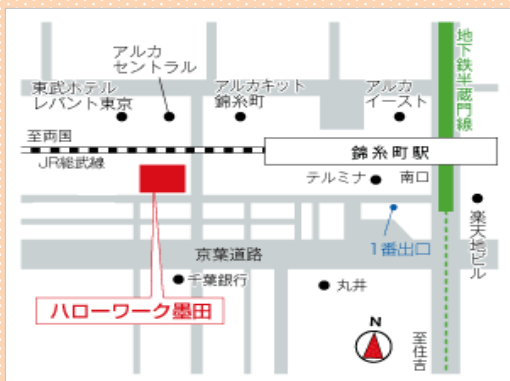 アルカ
セントラル
東武ホテル
レバント東京
アルカキット
錦糸町
アルカ
イースト
地下鉄半蔵門線
至両国
JR総武線
錦糸町駅
テルミナ
南口
1番出口
楽天地ビル
京葉道路
千葉銀行
丸井
ハローワーク墨田
N
至住吉